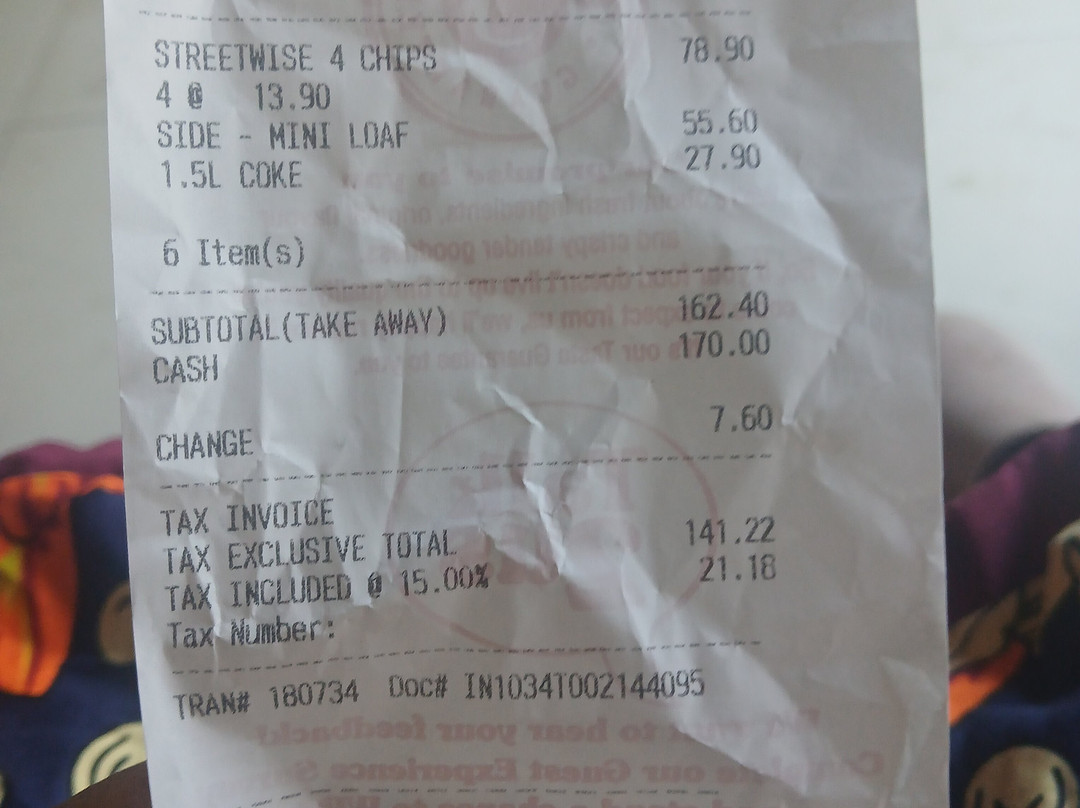 STREETWISE 4 CHIPS 78.90
4 @ 13.90
SIDE - MINI LOAF 55.60
1.5L COKE 27.90
6 Item(s)
SUBTOTAL(TAKE AWAY) 162.40
CASH 170.00
CHANGE 7.60
TAX INVOICE
TAX EXCLUSIVE TOTAL 141.22
TAX INCLUDED @ 15.00% 21.18
Tax Number:
TRAN# 180734 Doc# IN1034T002144095